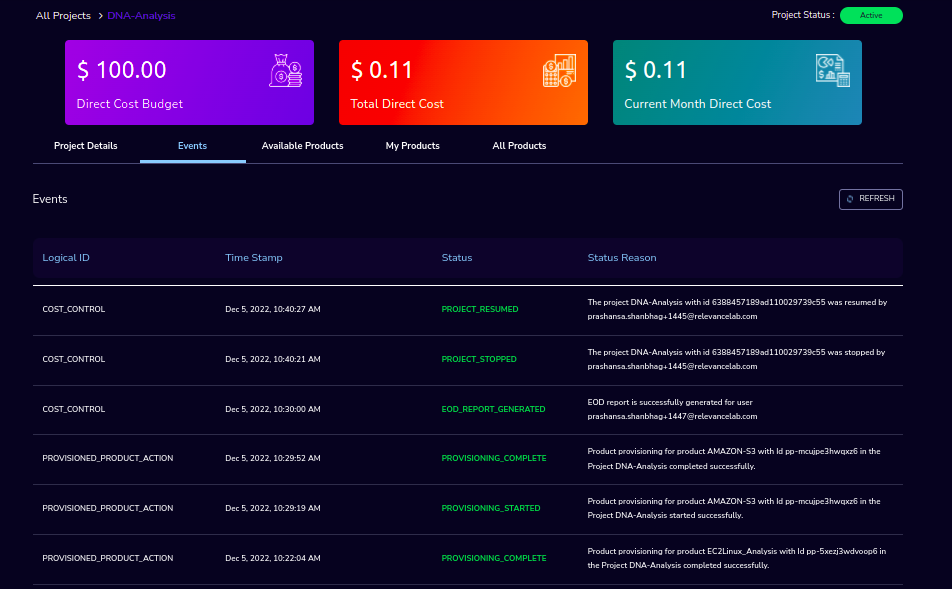 All Projects > DNA-Analysis
Project Status : Active
$ 100.00
Direct Cost Budget
$ 0.11
Total Direct Cost
$ 0.11
Current Month Direct Cost
Project Details Events Available Products My Products All Products
Events
REFRESH
Logical ID Time Stamp Status Status Reason
COST_CONTROL Dec 5, 2022, 10:40:27 AM PROJECT_RESUMED The project DNA-Analysis with id 6388457189ad110029739c55 was resumed by
prashansa.shanbhag+1445@relevancelab.com
COST_CONTROL Dec 5, 2022, 10:40:21 AM PROJECT_STOPPED The project DNA-Analysis with id 6388457189ad110029739c55 was stopped by
prashansa.shanbhag+1445@relevancelab.com
COST_CONTROL Dec 5, 2022, 10:30:00 AM EOD_REPORT_GENERATED EOD report is successfully generated for user
prashansa.shanbhag+1447@relevancelab.com
PROVISIONED_PRODUCT_ACTION Dec 5, 2022, 10:29:52 AM PROVISIONING_COMPLETE Product provisioning for product AMAZON-S3 with Id pp-mcujpe3hwqxz6 in the
Project DNA-Analysis completed successfully.
PROVISIONED_PRODUCT_ACTION Dec 5, 2022, 10:29:19 AM PROVISIONING_STARTED Product provisioning for product AMAZON-S3 with Id pp-mcujpe3hwqxz6 in the
Project DNA-Analysis started successfully.
PROVISIONED_PRODUCT_ACTION Dec 5, 2022, 10:22:04 AM PROVISIONING_COMPLETE Product provisioning for product EC2Linux_Analysis with Id pp-5xezj3wdvoop6 in
the Project DNA-Analysis completed successfully.